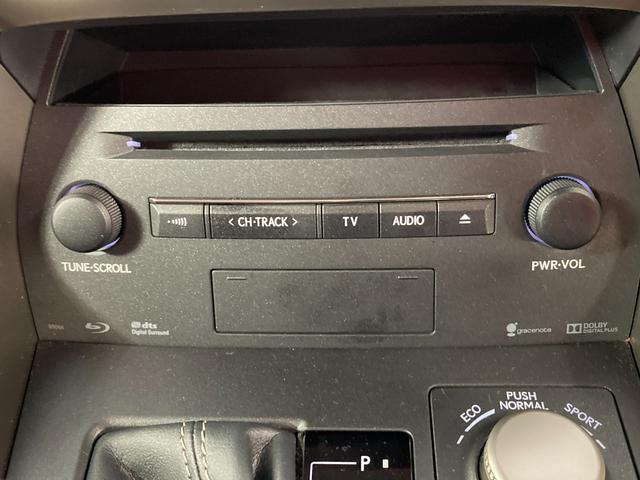 < CH·TRACK > TV AUDIO
TUNE·SCROLL
PWR·VOL
dts
Digital Surround
gracenote
DOLBY
DIGITAL PLUS
ECO
PUSH
NORMAL
SPORT
P